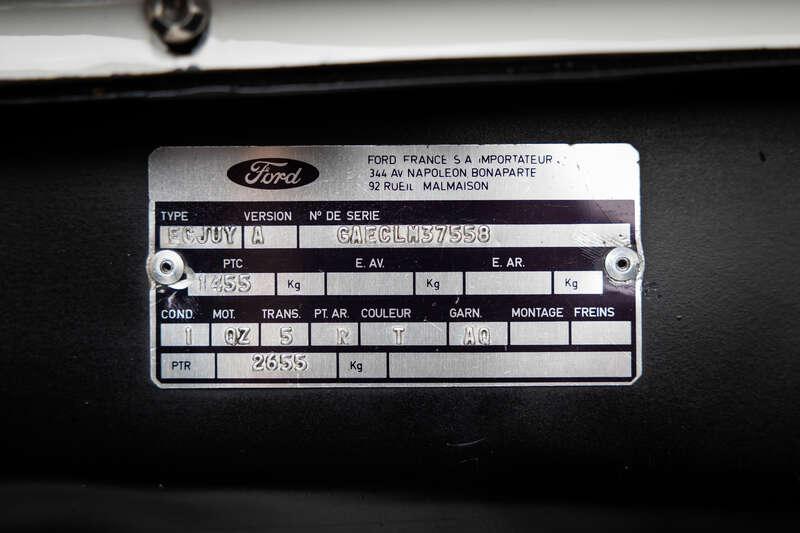 Ford
FORD FRANCE S A IMPORTATEUR
344 AV NAPOLEON BONAPARTE
92 RUEIL MALMAISON
TYPE VERSION Nº DE SERIE
ECJUY A GAECLM37558
PTC E. AV. E. AR.
1455 Kg Kg Kg
COND. MOT. TRANS. PT. AR. COULEUR GARN. MONTAGE FREINS
1 QZ 5 R T AQ
PTR 2655 Kg